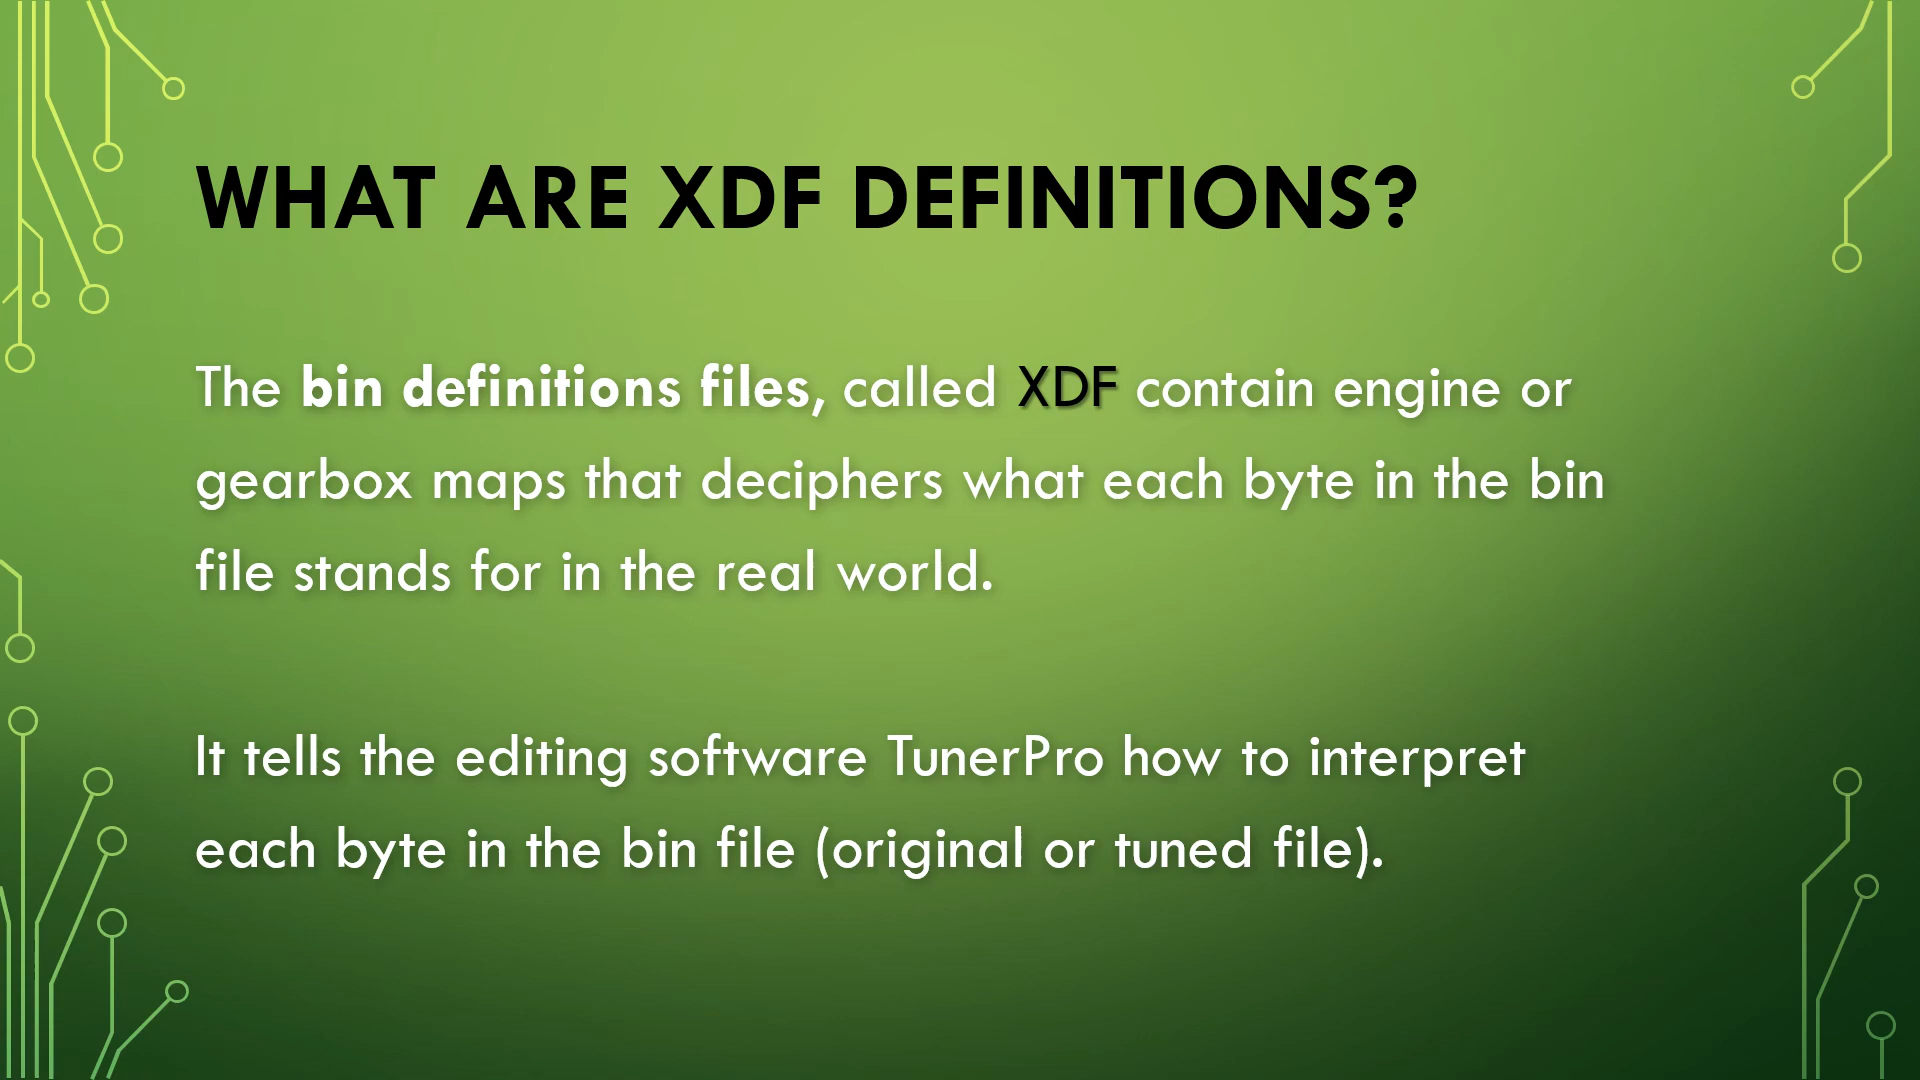 WHAT ARE XDF DEFINITIONS?
The bin definitions files, called XDF contain engine or
gearbox maps that deciphers what each byte in the bin
file stands for in the real world.
It tells the editing software TunerPro how to interpret
each byte in the bin file (original or tuned file).